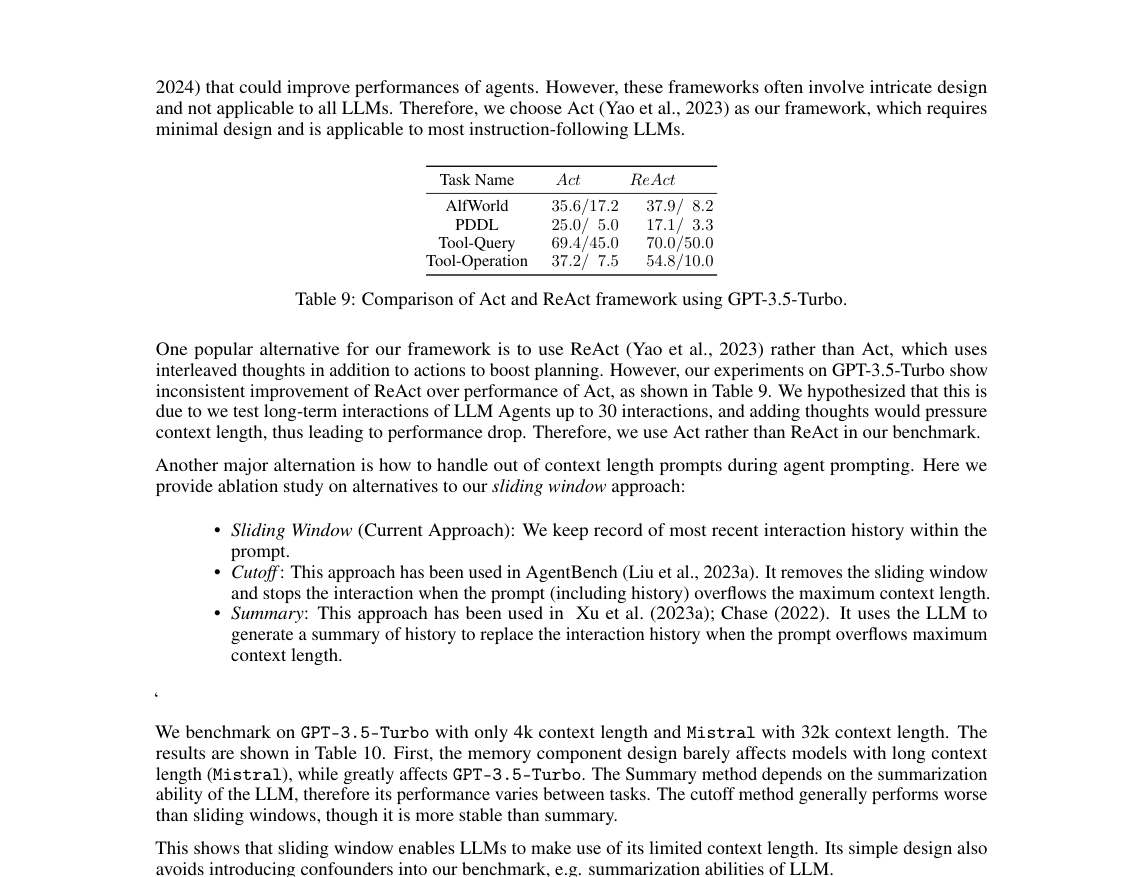 2024) that could improve performances of agents. However, these frameworks often involve intricate design
and not applicable to all LLMs. Therefore, we choose Act (Yao et al., 2023) as our framework, which requires
minimal design and is applicable to most instruction-following LLMs.
Task Name Act ReAct
AlfWorld 35.6/17.2 37.9/ 8.2
PDDL 25.0/ 5.0 17.1/ 3.3
Tool-Query 69.4/45.0 70.0/50.0
Tool-Operation 37.2/ 7.5 54.8/10.0
Table 9: Comparison of Act and ReAct framework using GPT-3.5-Turbo.
One popular alternative for our framework is to use ReAct (Yao et al., 2023) rather than Act, which uses
interleaved thoughts in addition to actions to boost planning. However, our experiments on GPT-3.5-Turbo show
inconsistent improvement of ReAct over performance of Act, as shown in Table 9. We hypothesized that this is
due to we test long-term interactions of LLM Agents up to 30 interactions, and adding thoughts would pressure
context length, thus leading to performance drop. Therefore, we use Act rather than ReAct in our benchmark.
Another major alternation is how to handle out of context length prompts during agent prompting. Here we
provide ablation study on alternatives to our sliding window approach:
• Sliding Window (Current Approach): We keep record of most recent interaction history within the
prompt.
• Cutoff: This approach has been used in AgentBench (Liu et al., 2023a). It removes the sliding window
and stops the interaction when the prompt (including history) overflows the maximum context length.
• Summary: This approach has been used in Xu et al. (2023a); Chase (2022). It uses the LLM to
generate a summary of history to replace the interaction history when the prompt overflows maximum
context length.
‘
We benchmark on GPT-3.5-Turbo with only 4k context length and Mistral with 32k context length. The
results are shown in Table 10. First, the memory component design barely affects models with long context
length (Mistral), while greatly affects GPT-3.5-Turbo. The Summary method depends on the summarization
ability of the LLM, therefore its performance varies between tasks. The cutoff method generally performs worse
than sliding windows, though it is more stable than summary.
This shows that sliding window enables LLMs to make use of its limited context length. Its simple design also
avoids introducing confounders into our benchmark, e.g. summarization abilities of LLM.